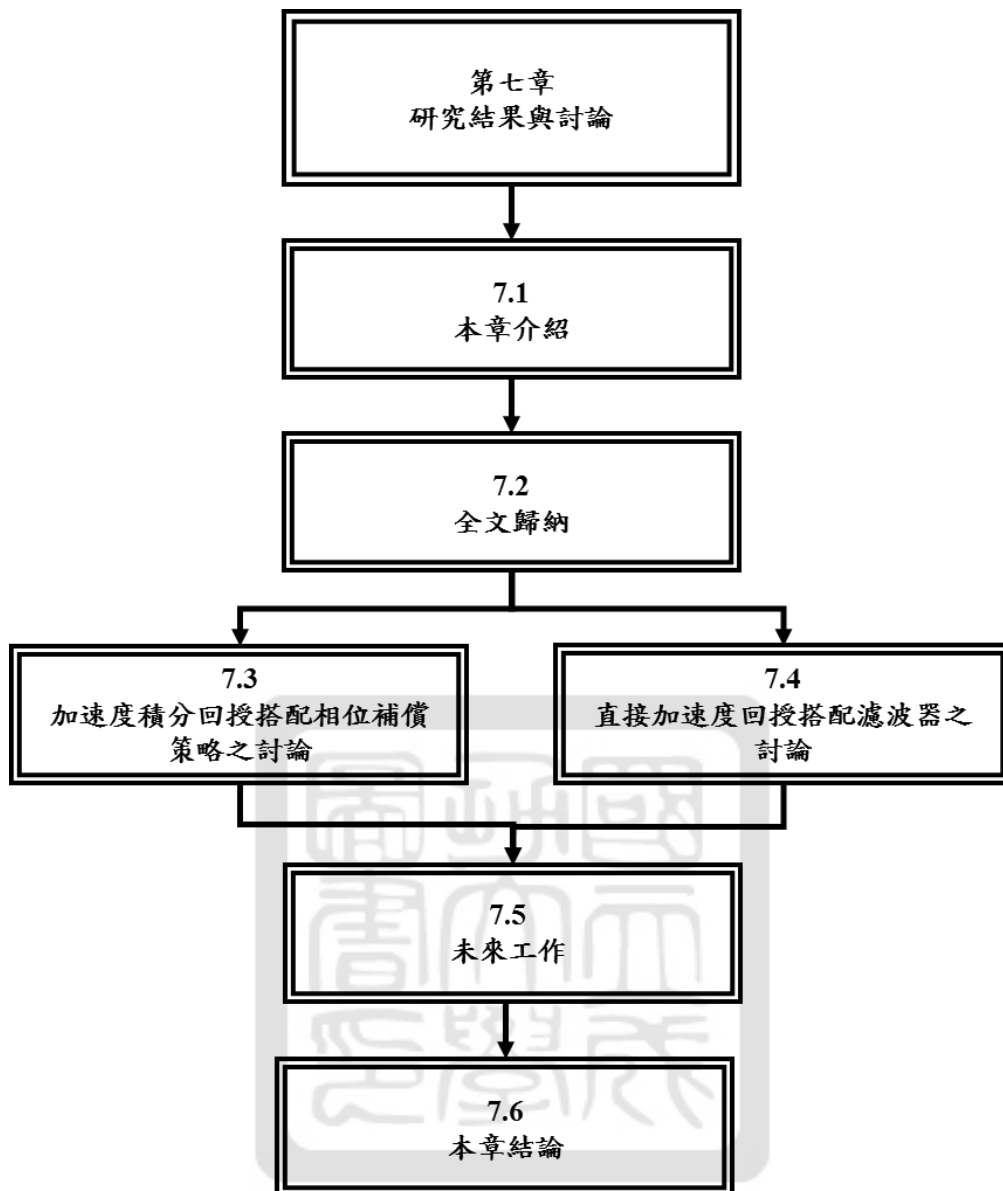 第七章
研究結果與討論
7.1
本章介紹
7.2
全文歸納
7.3
加速度積分回授搭配相位補償
策略之討論
7.4
直接加速度回授搭配濾波器之
討論
7.5
未來工作
7.6
本章結論